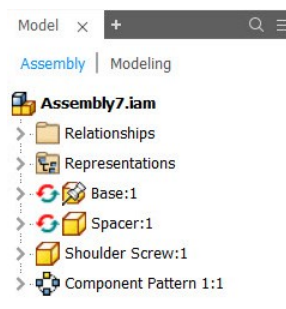 Model
Assembly | Modeling
Assembly7.iam
Relationships
Representations
Base:1
Spacer:1
Shoulder Screw:1
Component Pattern 1:1